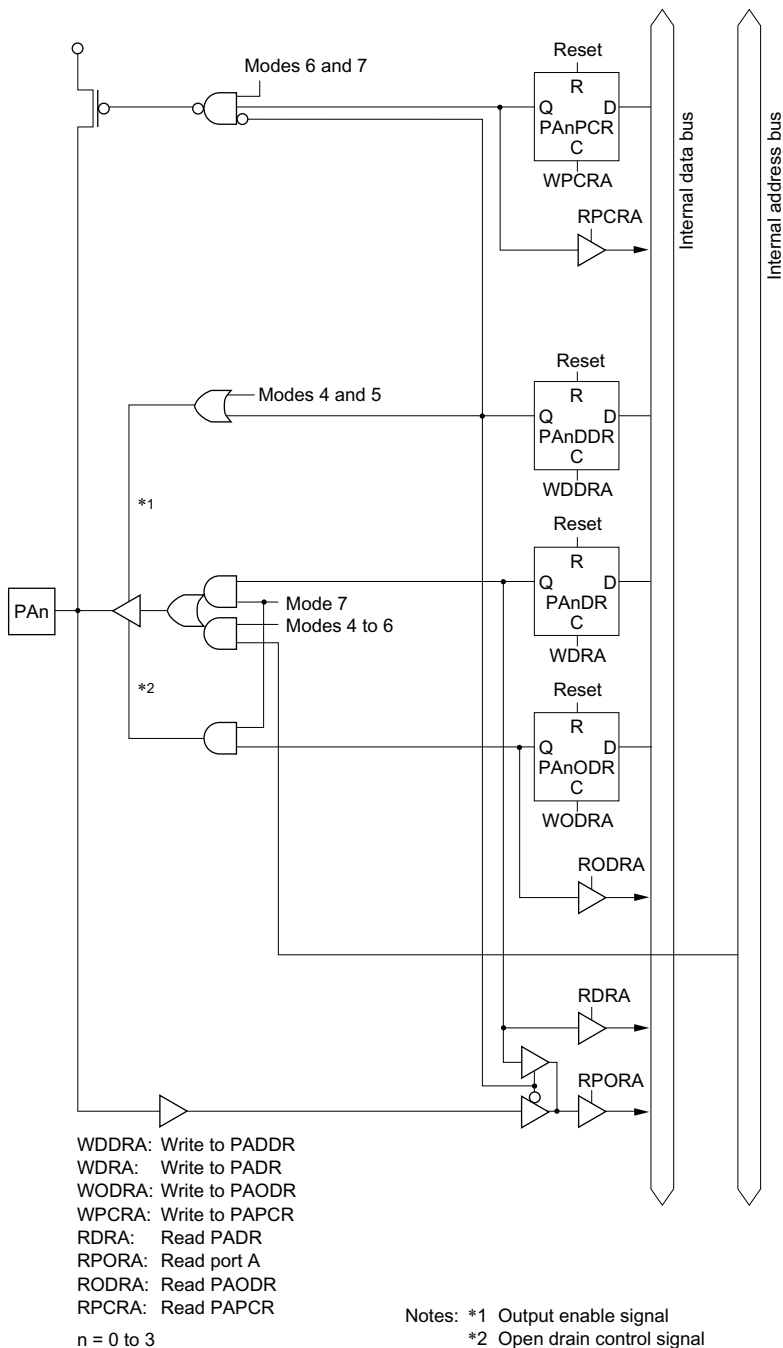 Modes 6 and 7
Reset
R
Q D
PAnPCR
C
WPCRA
RPCRA
Internal data bus
Internal address bus
Reset
R
Modes 4 and 5
Q D
PAnDDR
C
WDDRA
*1
Reset
R
Q D
PAnDR
C
WDRA
PAn
Mode 7
Modes 4 to 6
*2
Reset
R
Q D
PAnODR
C
WODRA
RODRA
RDRA
RPORA
WDDRA: Write to PADDR
WDRA: Write to PADR
WODRA: Write to PAODR
WPCRA: Write to PAPCR
RDRA: Read PADR
RPORA: Read port A
RODRA: Read PAODR
RPCRA: Read PAPCR
n = 0 to 3
Notes: *1 Output enable signal
*2 Open drain control signal